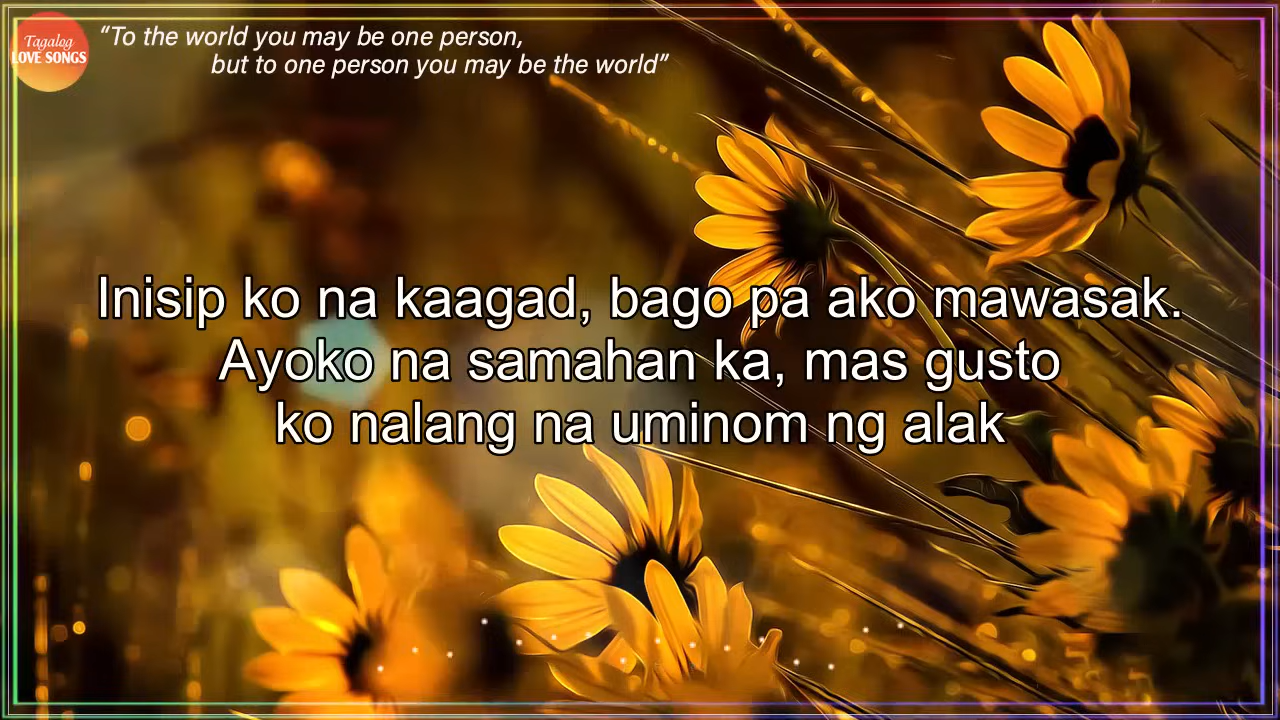 Tagalog
LOVE SONGS
“To the world you may be one person,
but to one person you may be the world”
Inisip ko na kaagad, bago pa ako mawasak.
Ayoko na samahan ka, mas gusto
ko nalang na uminom ng alak